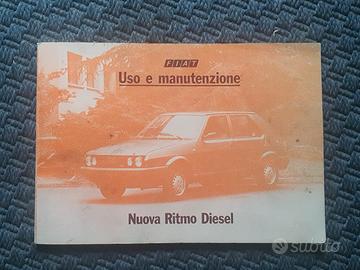 FIAT
Uso e manutenzione
Nuova Ritmo Diesel
subito